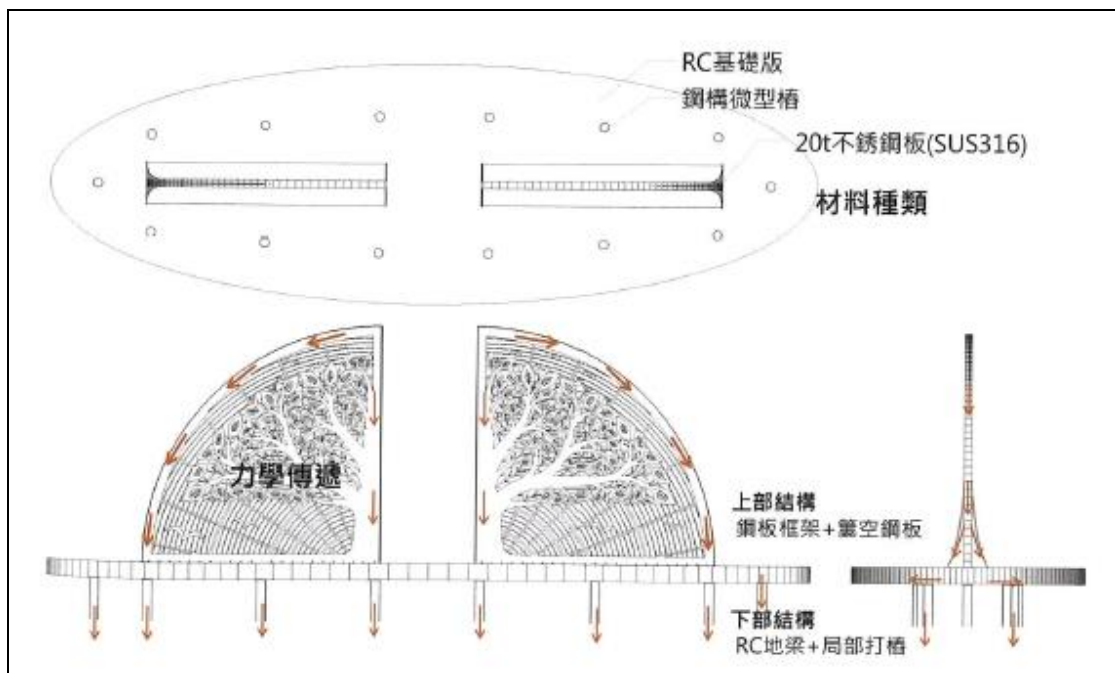 RC基礎版
鋼構微型樁
20t不銹鋼板(SUS316)
材料種類
力學傳遞
上部結構
鋼板框架+簍空鋼板
下部結構
RC地梁+局部打樁